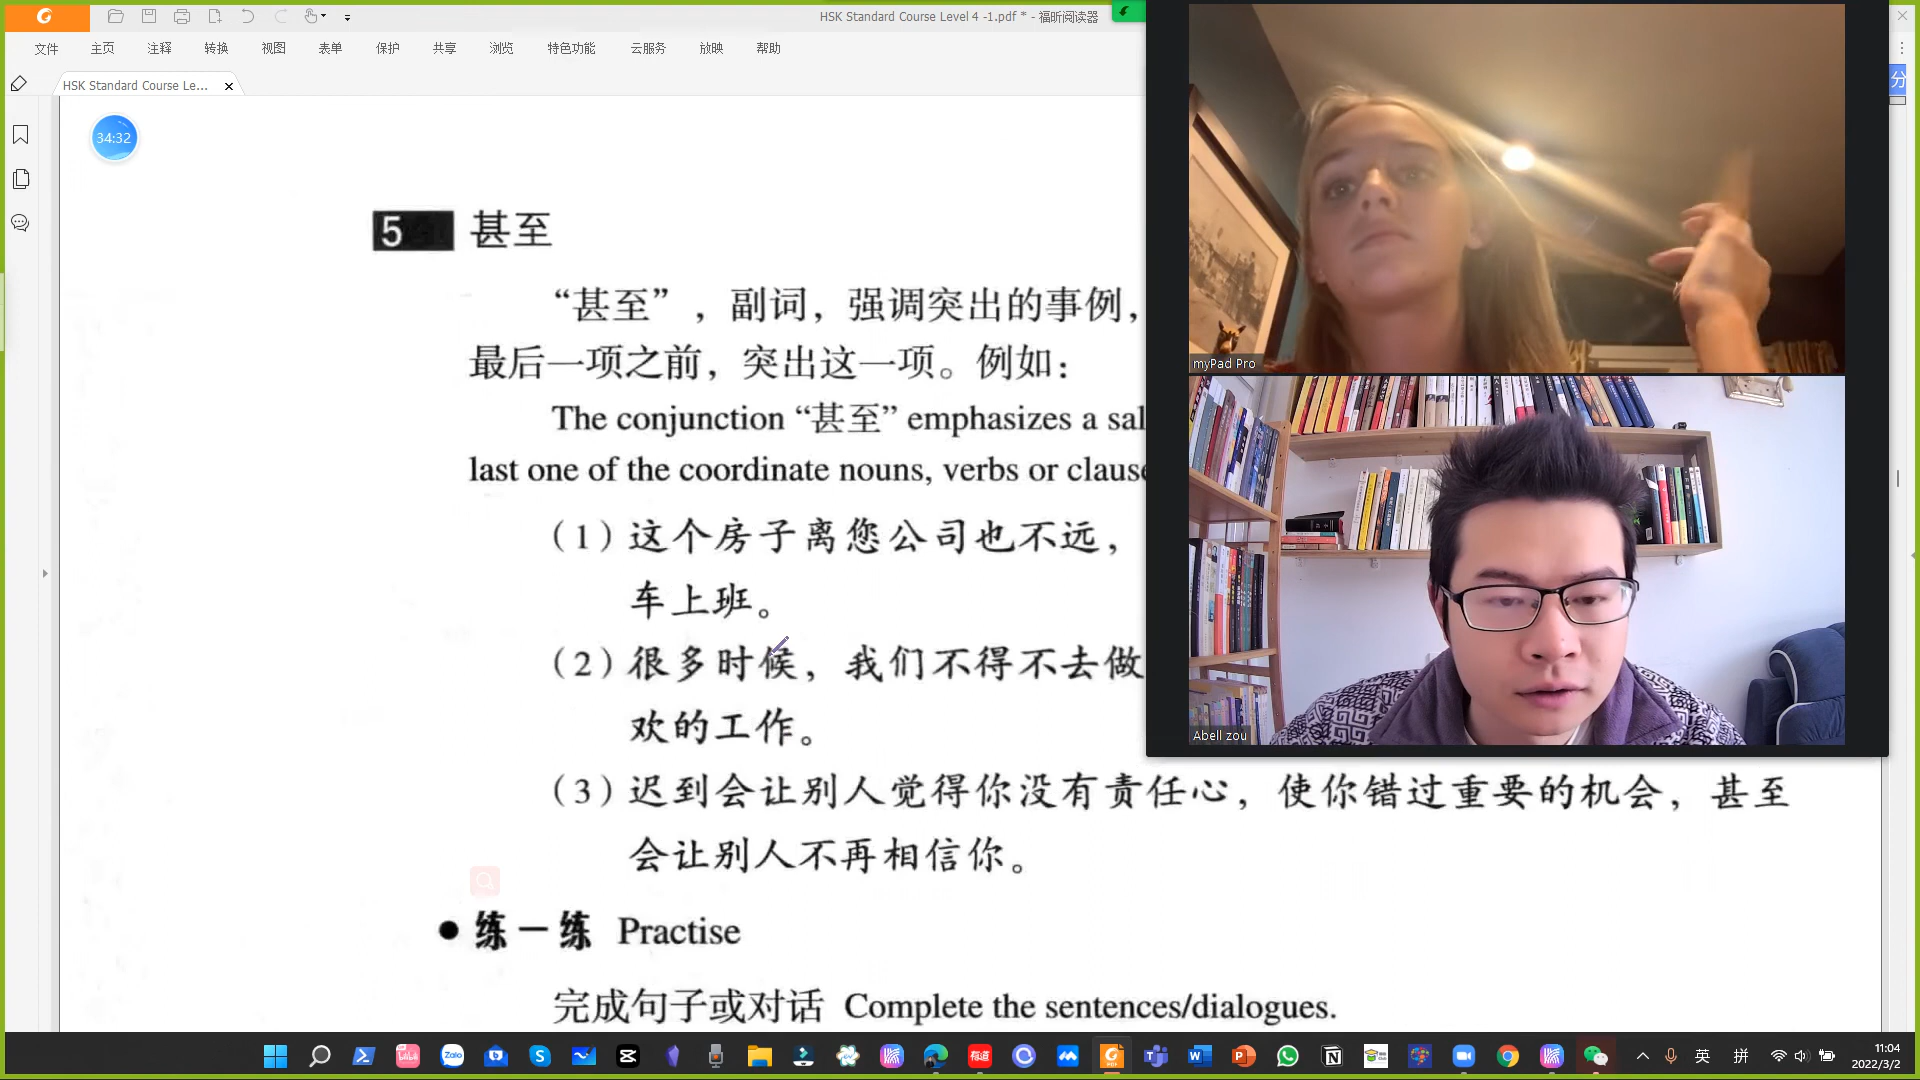 HSK Standard Course Level 4 -1.pdf * - 福昕阅读器
文件 主页 注释 转换 视图 表单 保护 共享 浏览 特色功能 云服务 放映 帮助
HSK Standard Course Le...
分
34:32
5 甚至
“甚至”，副词，强调突出的事例，
最后一项之前，突出这一项。例如：
The conjunction “甚至” emphasizes a sal
last one of the coordinate nouns, verbs or clause
（1）这个房子离您公司也不远，
车上班。
（2）很多时候，我们不得不去做
欢的工作。
（3）迟到会让别人觉得你没有责任心，使你错过重要的机会，甚至
会让别人不再相信你。
● 练一练 Practise
完成句子或对话 Complete the sentences/dialogues.
myPad Pro
Abell zou
英 拼 11:04
2022/3/2